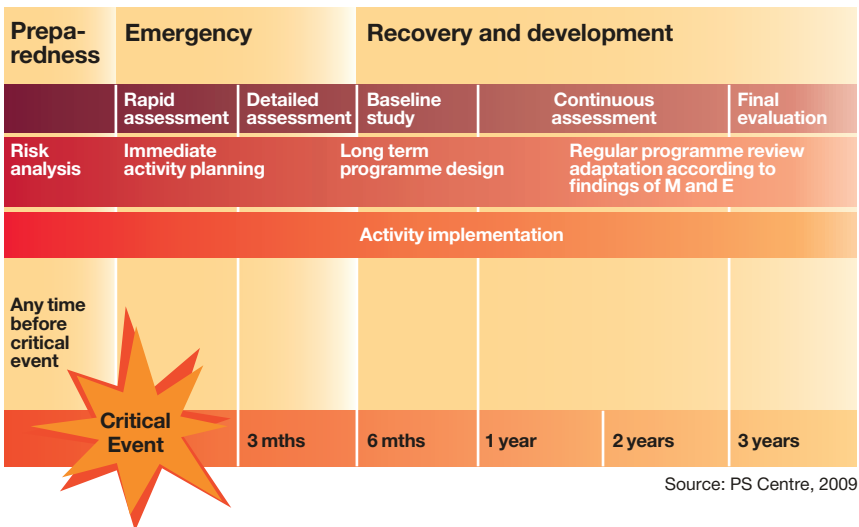 Prepa-
redness
Emergency
Recovery and development
Rapid
assessment
Detailed
assessment
Baseline
study
Continuous
assessment
Final
evaluation
Risk
analysis
Immediate
activity planning
Long term
programme design
Regular programme review
adaptation according to
findings of M and E
Activity implementation
Any time
before
critical
event
Critical
Event
3 mths
6 mths
1 year
2 years
3 years
Source: PS Centre, 2009